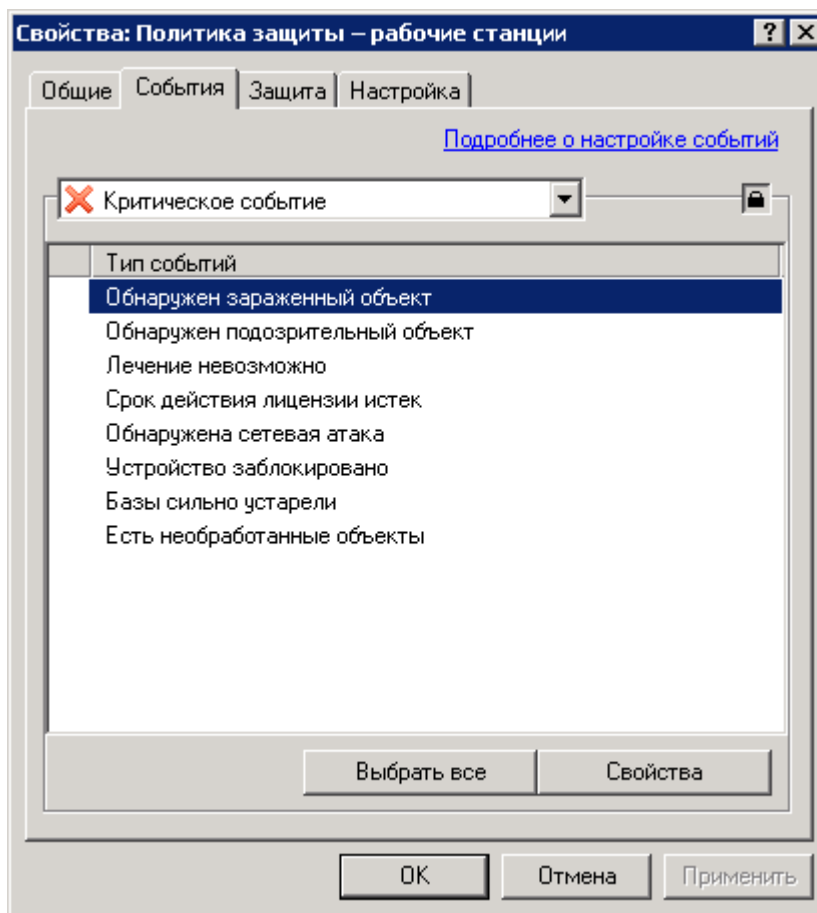 Свойства: Политика защиты – рабочие станции
Общие События Защита Настройка
Подробнее о настройке событий
Критическое событие
Тип событий
Обнаружен зараженный объект
Обнаружен подозрительный объект
Лечение невозможно
Срок действия лицензии истек
Обнаружена сетевая атака
Устройство заблокировано
Базы сильно устарели
Есть необработанные объекты
Выбрать все Свойства
ОК Отмена Применить